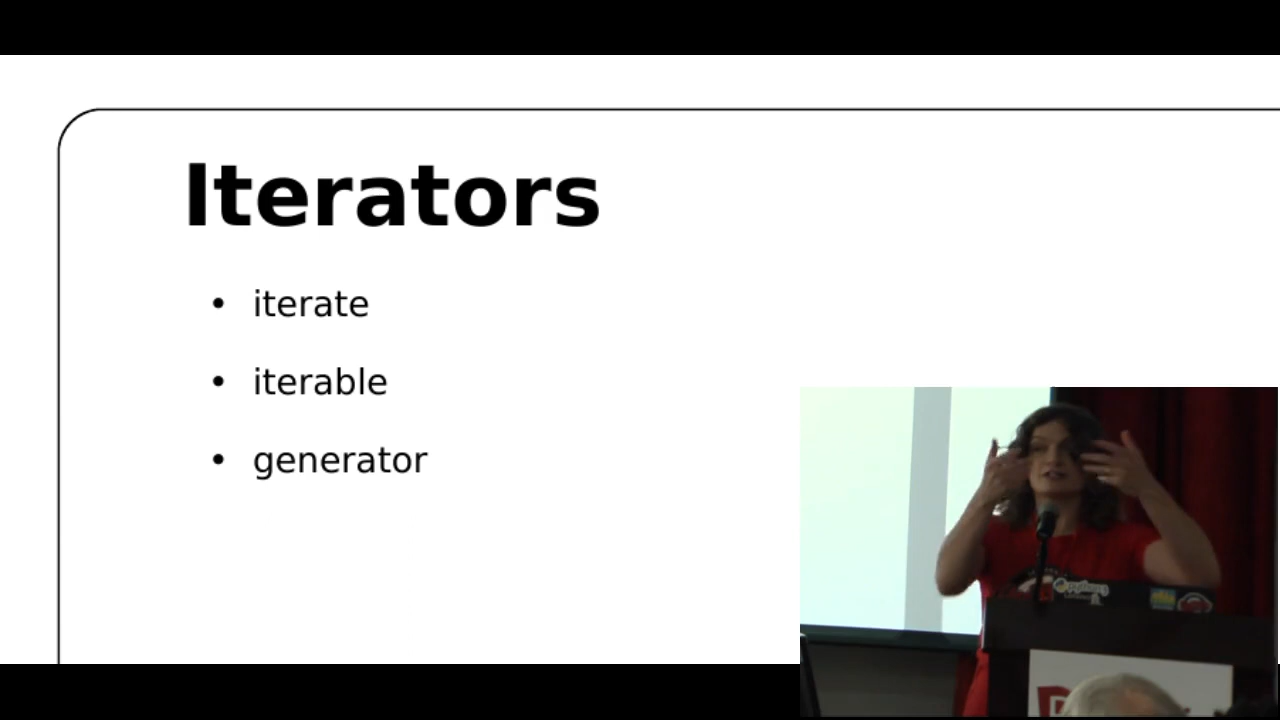 Iterators
• iterate
• iterable
• generator